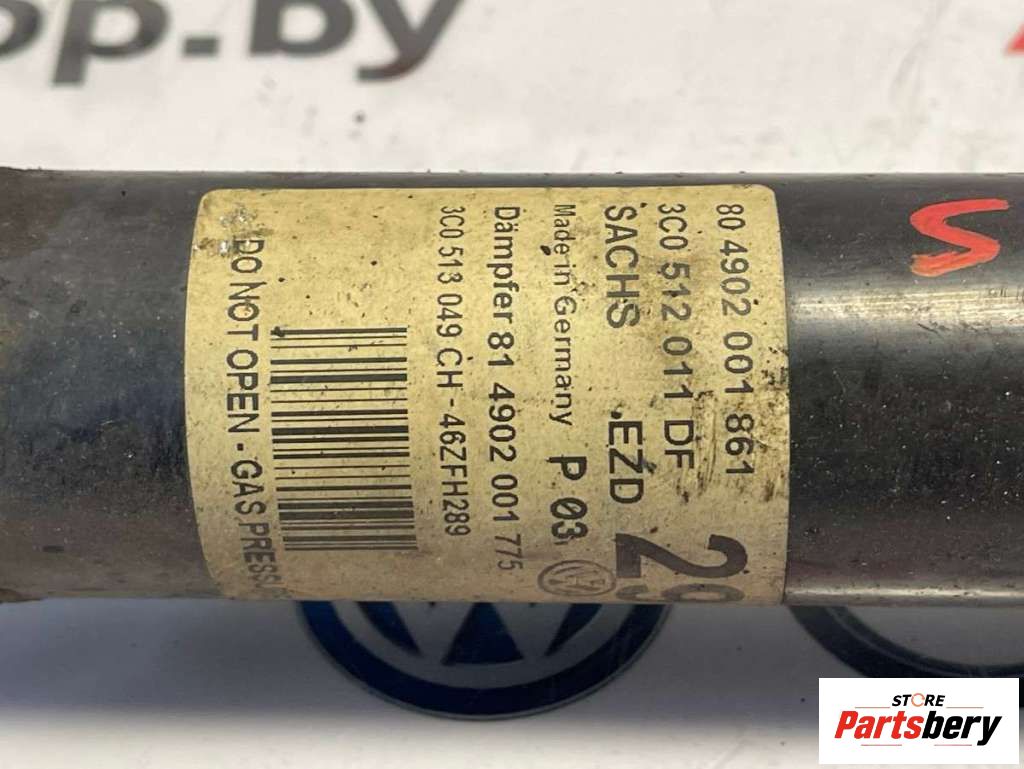 op.by
80 4902 001 861
3C0 512 011 DF
SACHS .EZD 29
Made in Germany P 03
Dämpfer 81 4902 001 775
3C0 513 049 CH - 46ZFH289
DO NOT OPEN - GAS PRESSU
S
STORE
Partsbery